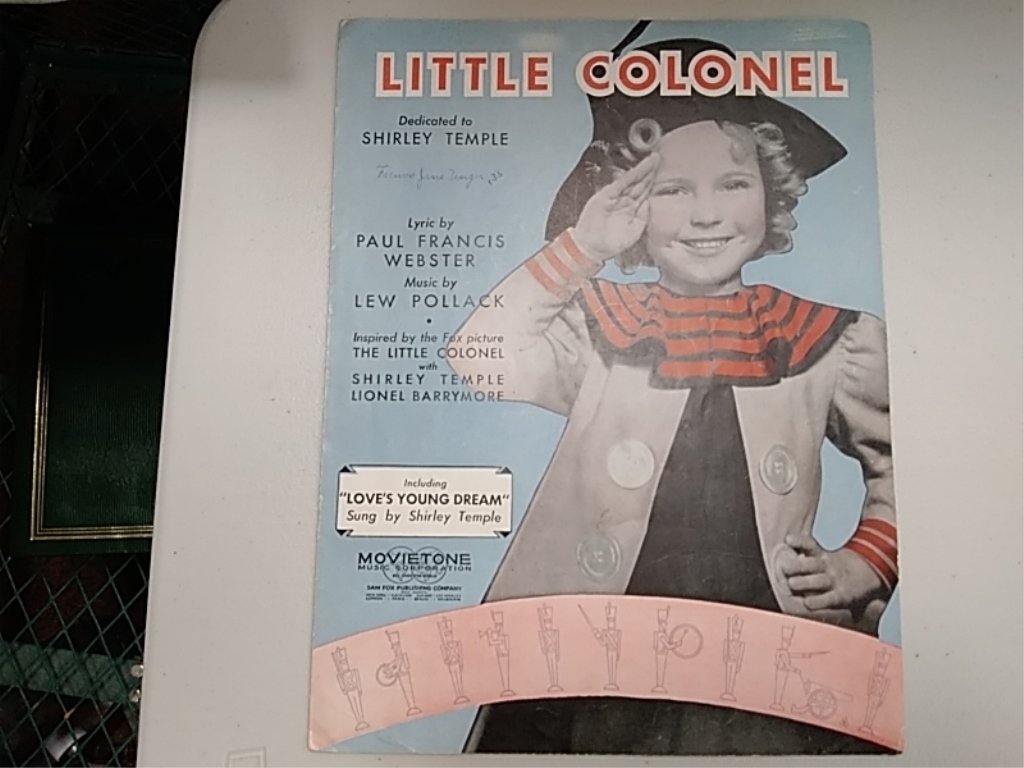 LITTLE COLONEL
Dedicated to
SHIRLEY TEMPLE
Jane
Lyric by
PAUL FRANCIS
WEBSTER
Music by
LEW POLLACK
•
Inspired by the Fox picture
THE LITTLE COLONEL
with
SHIRLEY TEMPLE
LIONEL BARRYMORE
Including
"LOVE'S YOUNG DREAM"
Sung by Shirley Temple
MOVIETONE
MUSIC CORPORATION
SAM FOX PUBLISHING COMPANY